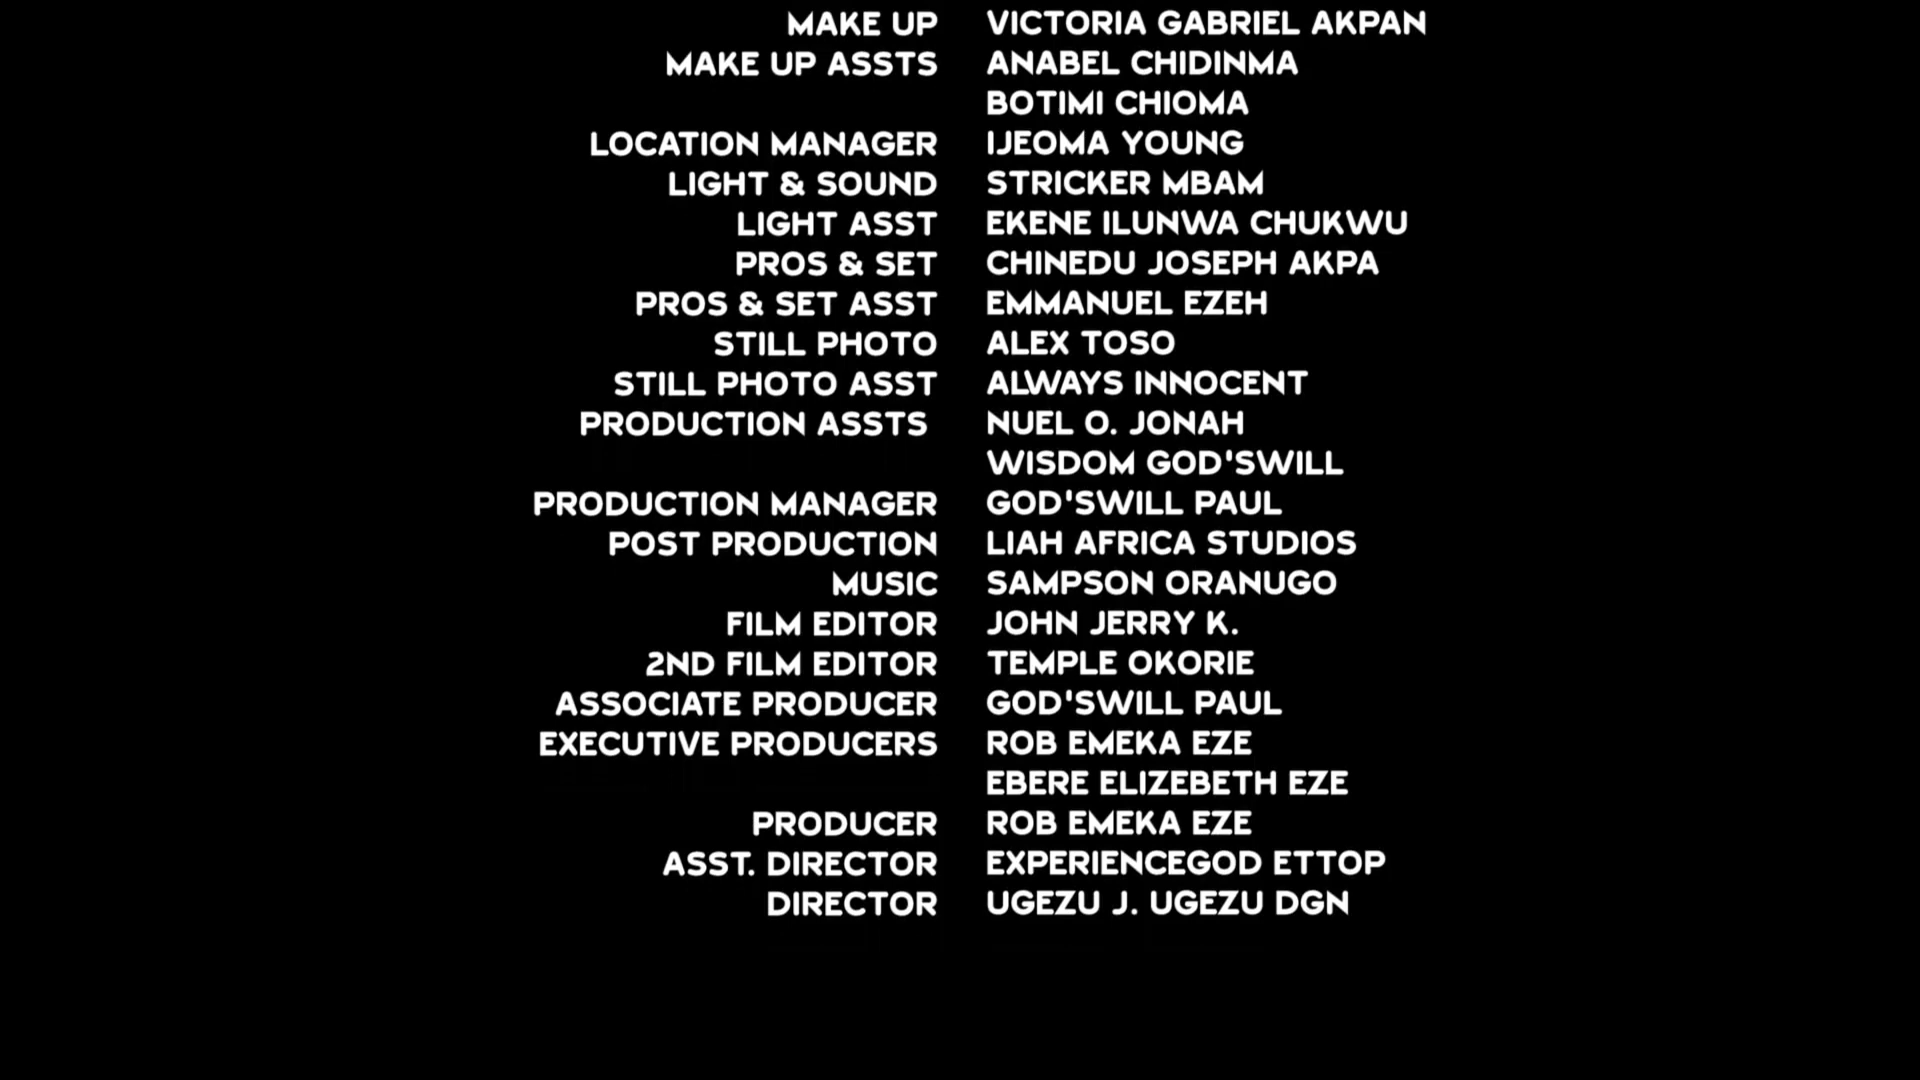 MAKE UP VICTORIA GABRIEL AKPAN
MAKE UP ASSTS ANABEL CHIDINMA
BOTIMI CHIOMA
LOCATION MANAGER IJEOMA YOUNG
LIGHT & SOUND STRICKER MBAM
LIGHT ASST EKENE ILUNWA CHUKWU
PROS & SET CHINEDU JOSEPH AKPA
PROS & SET ASST EMMANUEL EZEH
STILL PHOTO ALEX TOSO
STILL PHOTO ASST ALWAYS INNOCENT
PRODUCTION ASSTS NUEL O. JONAH
WISDOM GOD'SWILL
PRODUCTION MANAGER GOD'SWILL PAUL
POST PRODUCTION LIAH AFRICA STUDIOS
MUSIC SAMPSON ORANUGO
FILM EDITOR JOHN JERRY K.
2ND FILM EDITOR TEMPLE OKORIE
ASSOCIATE PRODUCER GOD'SWILL PAUL
EXECUTIVE PRODUCERS ROB EMEKA EZE
EBERE ELIZEBETH EZE
PRODUCER ROB EMEKA EZE
ASST. DIRECTOR EXPERIENCEGOD ETTOP
DIRECTOR UGEZU J. UGEZU DGN